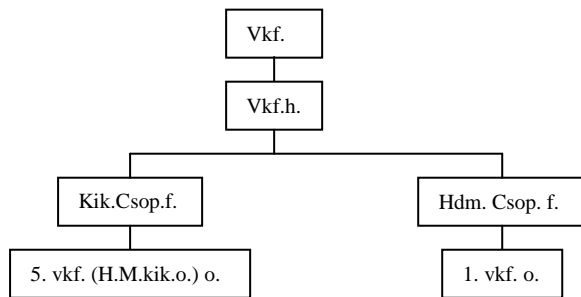 Vkf.
Vkf.h.
Kik.Csop.f.
Hdm. Csop. f.
5. vkf. (H.M.kik.o.) o.
1. vkf. o.